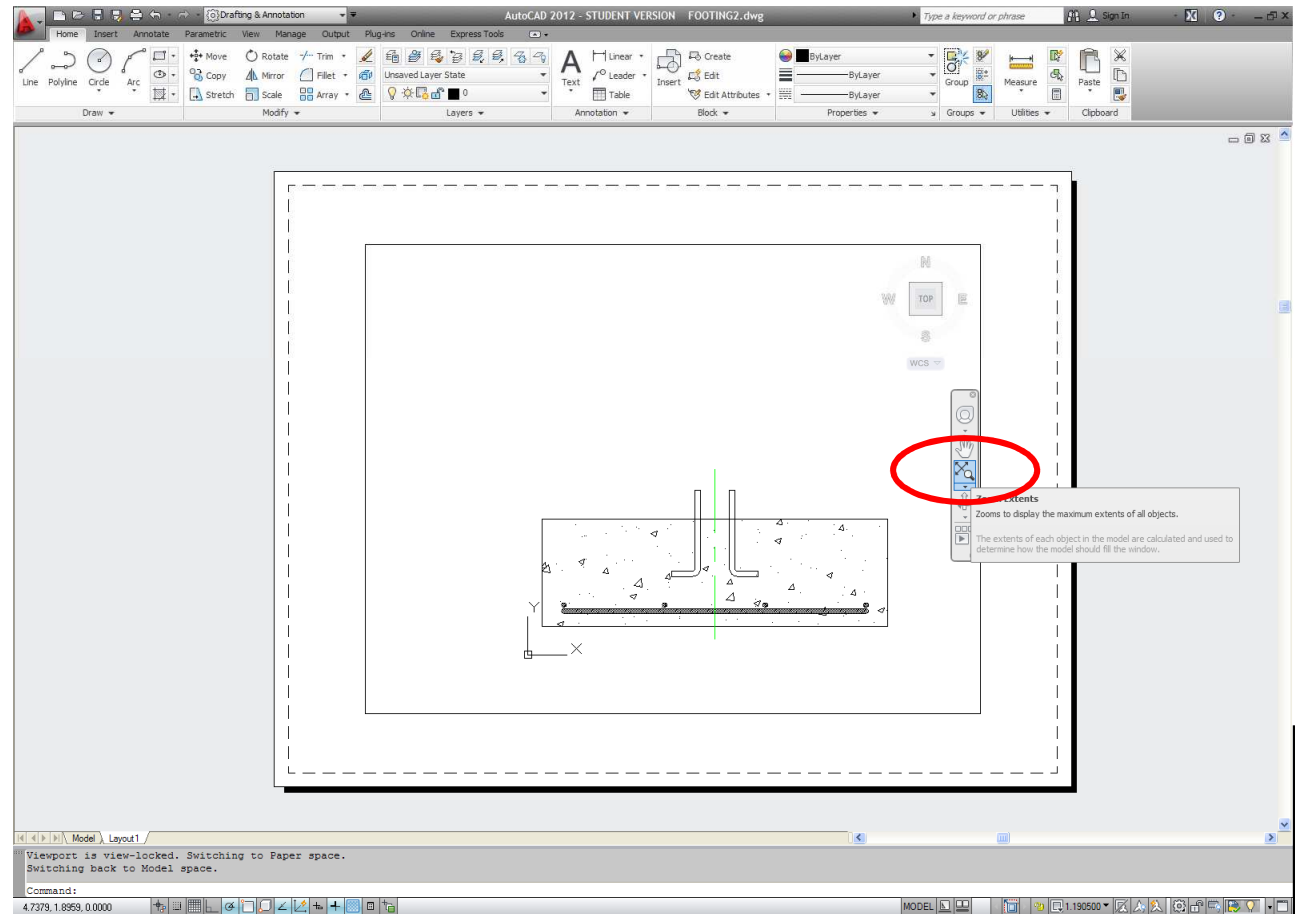 Drafting & Annotation
AutoCAD 2012 - STUDENT VERSION FOOTING2.dwg
Type a keyword or phrase
Sign In
Home Insert Annotate Parametric View Manage Output Plug-ins Online Express Tools
Line Polyline Circle Arc
Move Rotate Trim
Copy Mirror Fillet
Stretch Scale Array
Unsaved Layer State
0
Text
Linear
Leader
Table
Insert
Create
Edit
Edit Attributes
ByLayer
ByLayer
ByLayer
Group
Measure
Paste
Draw Modify Layers Annotation Block Properties Groups Utilities Clipboard
N
W TOP E
S
WCS
Zoom Extents
Zooms to display the maximum extents of all objects.
The extents of each object in the model are calculated and used to
determine how the model should fill the window.
Y
X
Model Layout1
Viewport is view-locked. Switching to Paper space.
Switching back to Model space.
Command:
4.7379, 1.8959, 0.0000
MODEL
1.190500